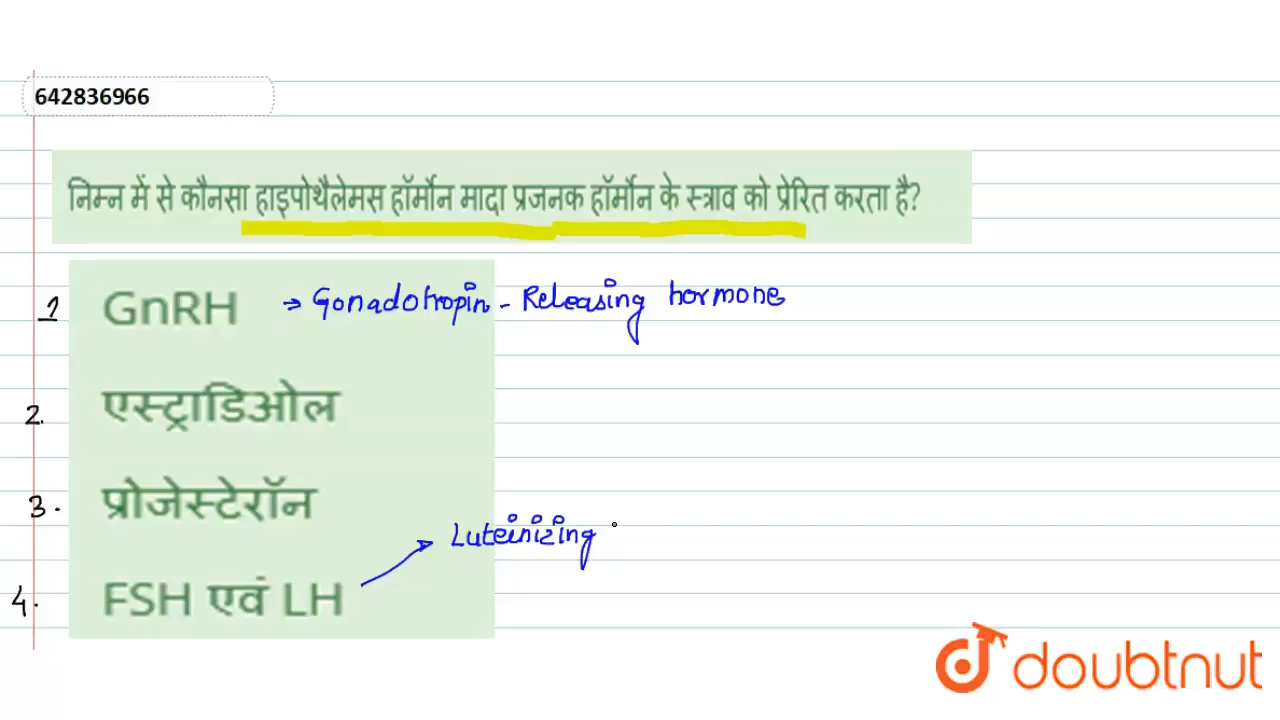 642836966
निम्न में से कौनसा हाइपोथैलेमस हॉर्मोन मादा प्रजनक हॉर्मोन के स्त्राव को प्रेरित करता है?
1 GnRH → Gonadotropin - Releasing hormone
2. एस्ट्राडिओल
3. प्रोजेस्टेरॉन
Luteinizing
4. FSH एवं LH
doubtnut